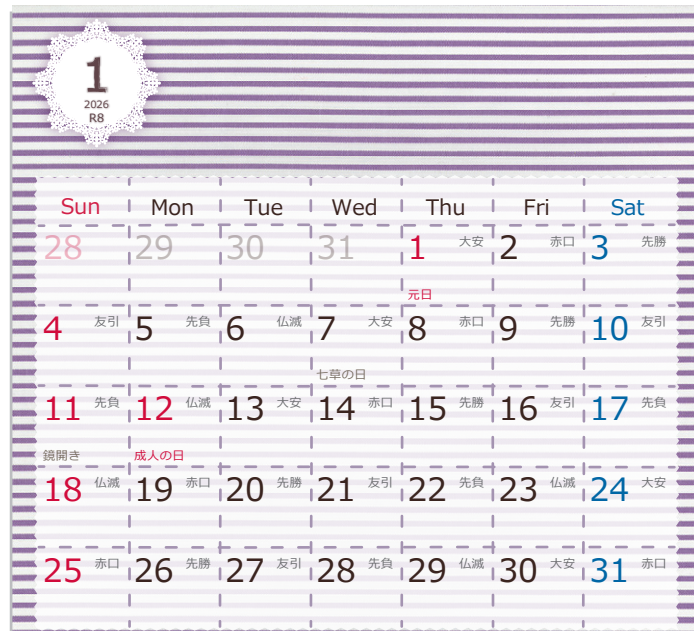 1
2026
R8
Sun Mon Tue Wed Thu Fri Sat
28 29 30 31 1 大安 2 赤口 3 先勝
元日
4 友引 5 先負 6 仏滅 7 大安 8 赤口 9 先勝 10 友引
七草の日
11 先負 12 仏滅 13 大安 14 赤口 15 先勝 16 友引 17 先負
鏡開き 成人の日
18 仏滅 19 赤口 20 先勝 21 友引 22 先負 23 仏滅 24 大安
25 赤口 26 先勝 27 友引 28 先負 29 仏滅 30 大安 31 赤口